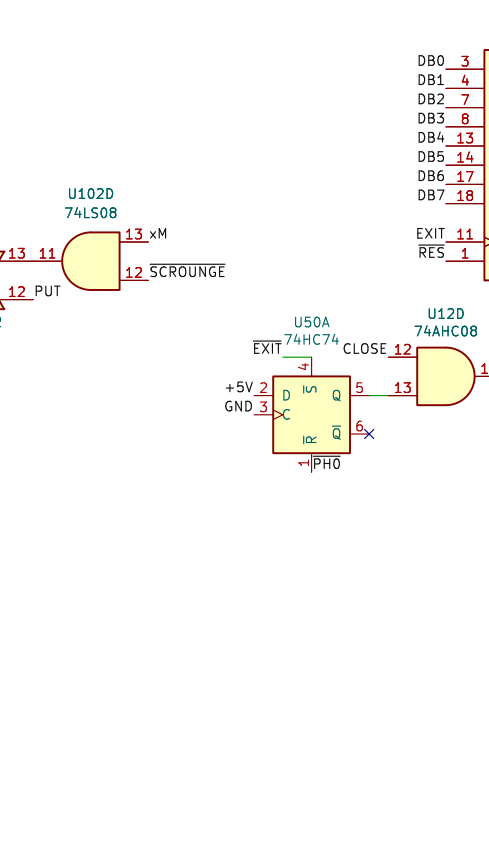 DB0 3
DB1 4
DB2 7
DB3 8
DB4 13
DB5 14
DB6 17
DB7 18
EXIT 11
RES 1
U102D
74LS08
13 11
13 xM
12 SCROUNGE
12 PUT
U50A
74HC74
EXIT
4
+5V 2 D S Q 5
GND 3 C
R Q 6
1 PH0
U12D
74AHC08
CLOSE 12
13